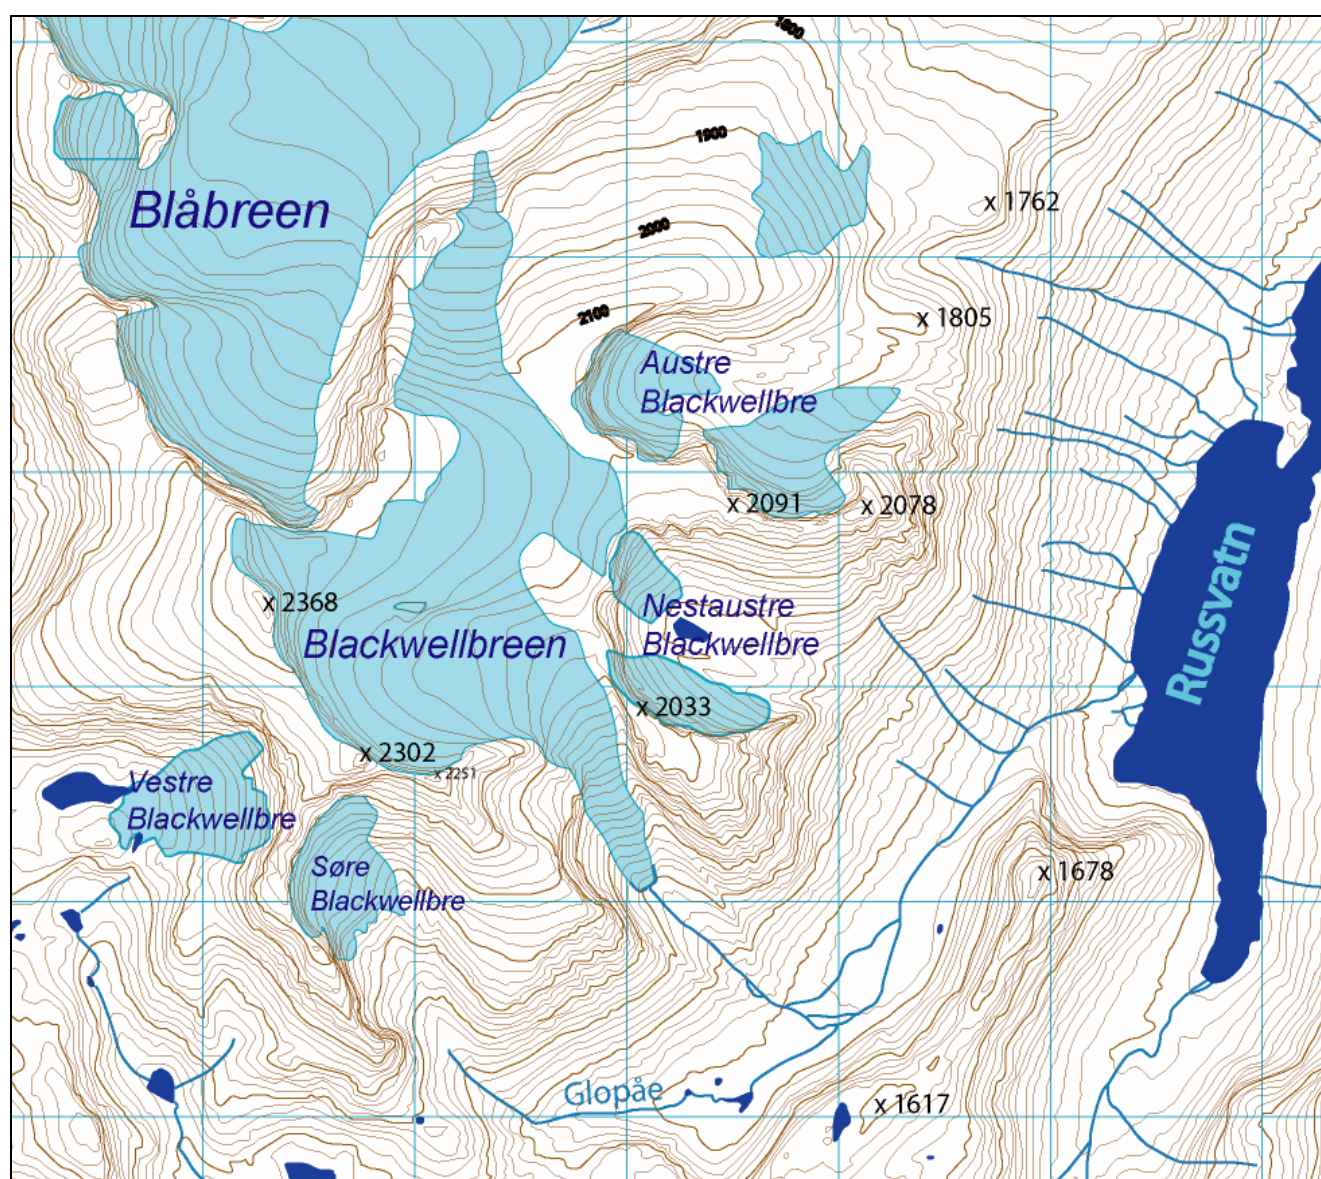 1800
1900
Blåbreen
x 1762
2000
2100
x 1805
Austre
Blackwellbre
x 2091
x 2078
Russvatn
x 2368
Nestaustre
Blackwellbre
Blackwellbreen
x 2033
x 2302
x 2251
Vestre
Blackwellbre
Søre
Blackwellbre
x 1678
Glopåe
x 1617